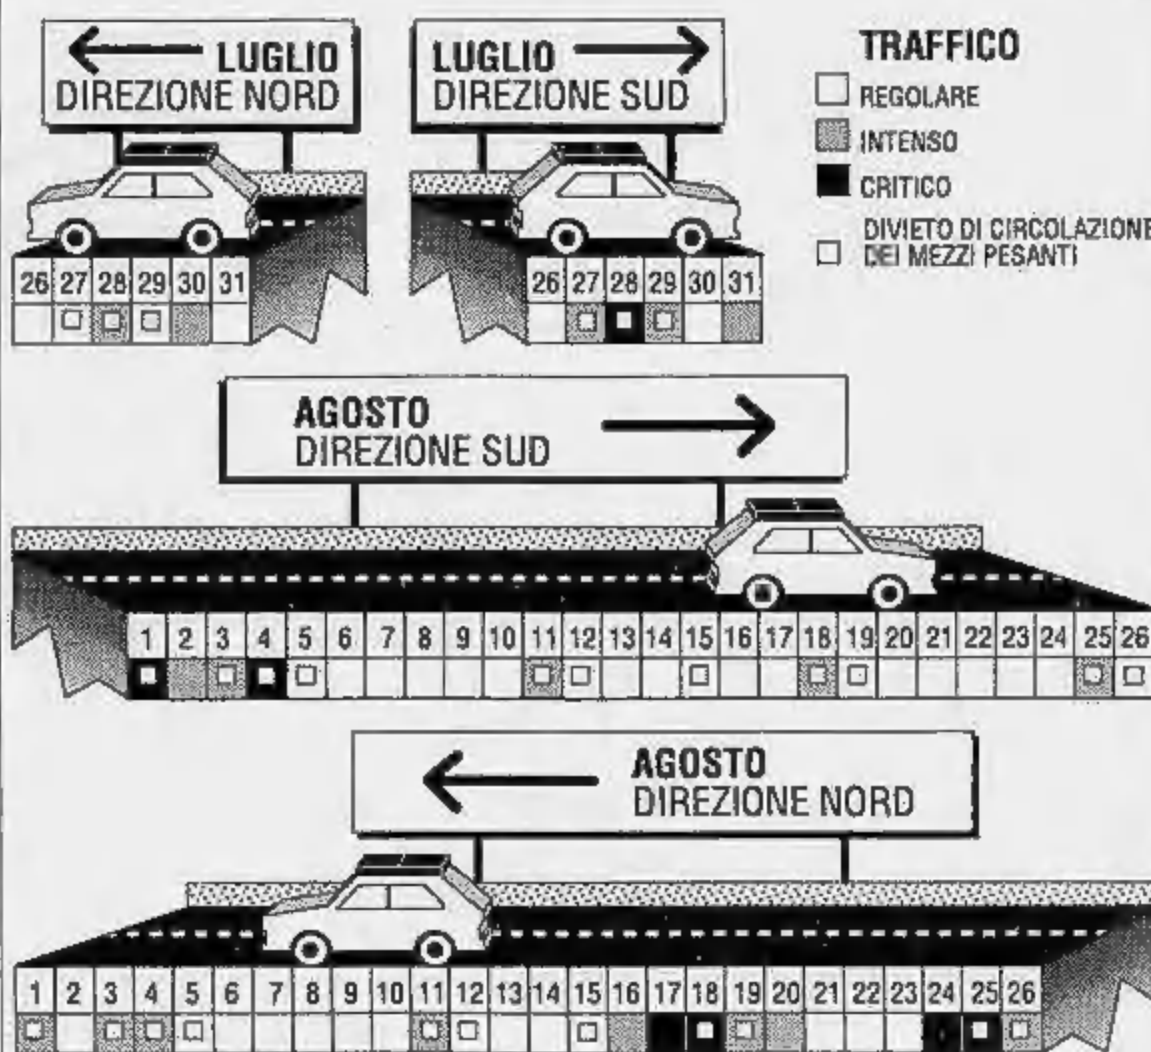 LUGLIO
DIREZIONE NORD
LUGLIO
DIREZIONE SUD
TRAFFICO
REGOLARE
INTENSO
CRITICO
DIVIETO DI CIRCOLAZIONE
DEI MEZZI PESANTI
26 27 28 29 30 31
26 27 28 29 30 31
AGOSTO
DIREZIONE SUD
1 2 3 4 5 6 7 8 9 10 11 12 13 14 15 16 17 18 19 20 21 22 23 24 25 26
AGOSTO
DIREZIONE NORD
1 2 3 4 5 6 7 8 9 10 11 12 13 14 15 16 17 18 19 20 21 22 23 24 25 26